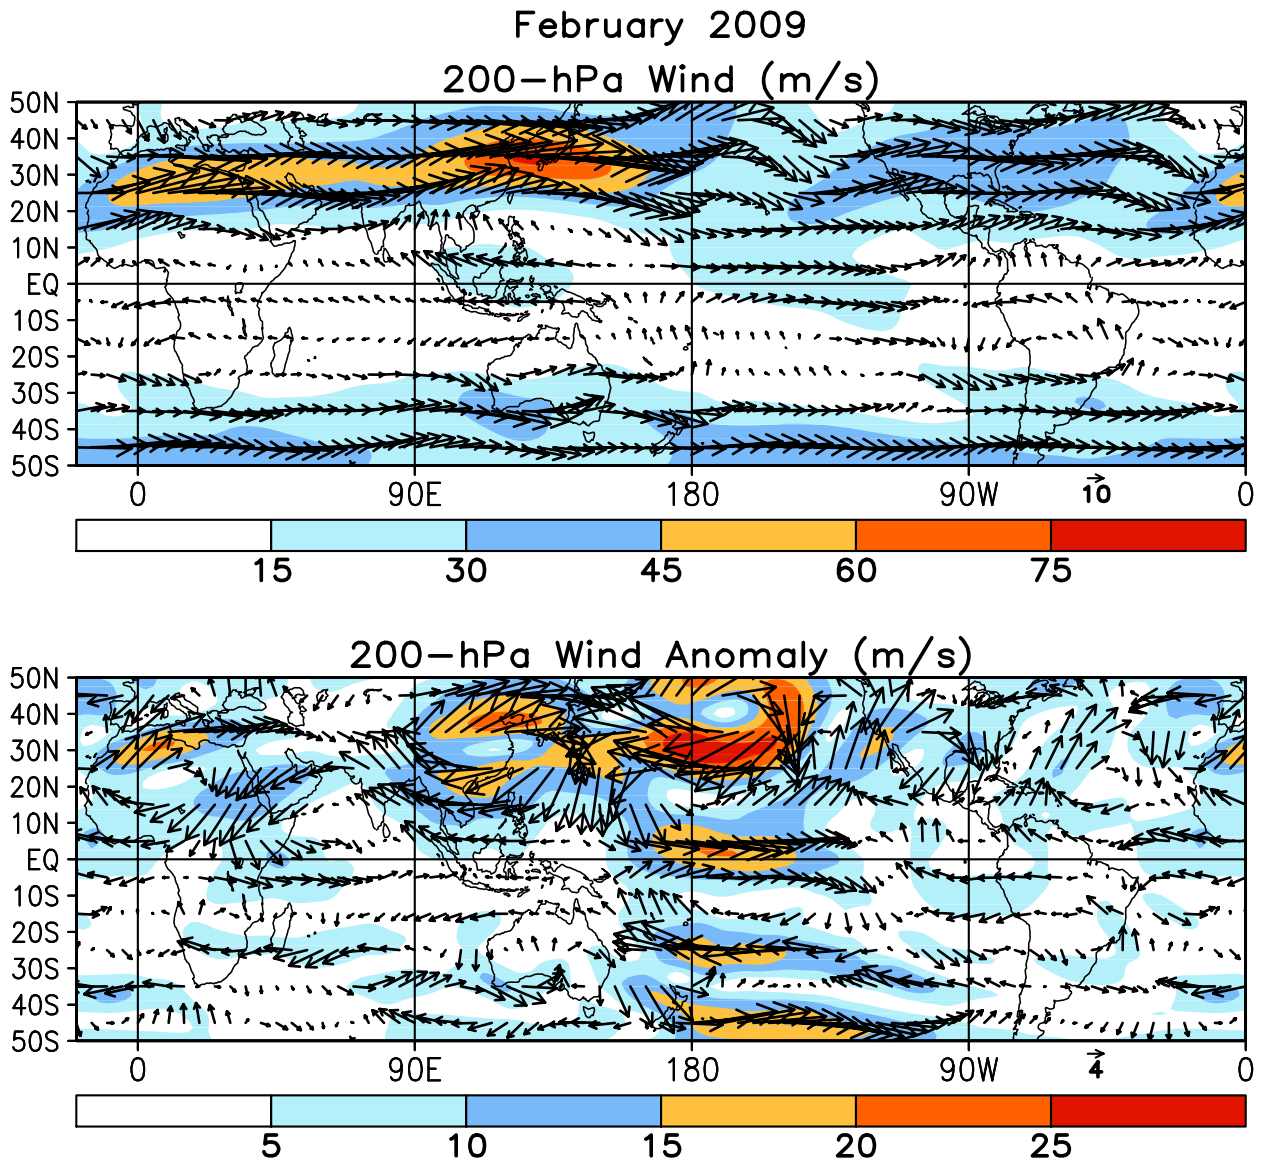 February 2009
200-hPa Wind (m/s)
50N
40N
30N
20N
10N
EQ
10S
20S
30S
40S
50S
0 90E 180 90W 10 0
15 30 45 60 75
200-hPa Wind Anomaly (m/s)
50N
40N
30N
20N
10N
EQ
10S
20S
30S
40S
50S
0 90E 180 90W 4 0
5 10 15 20 25